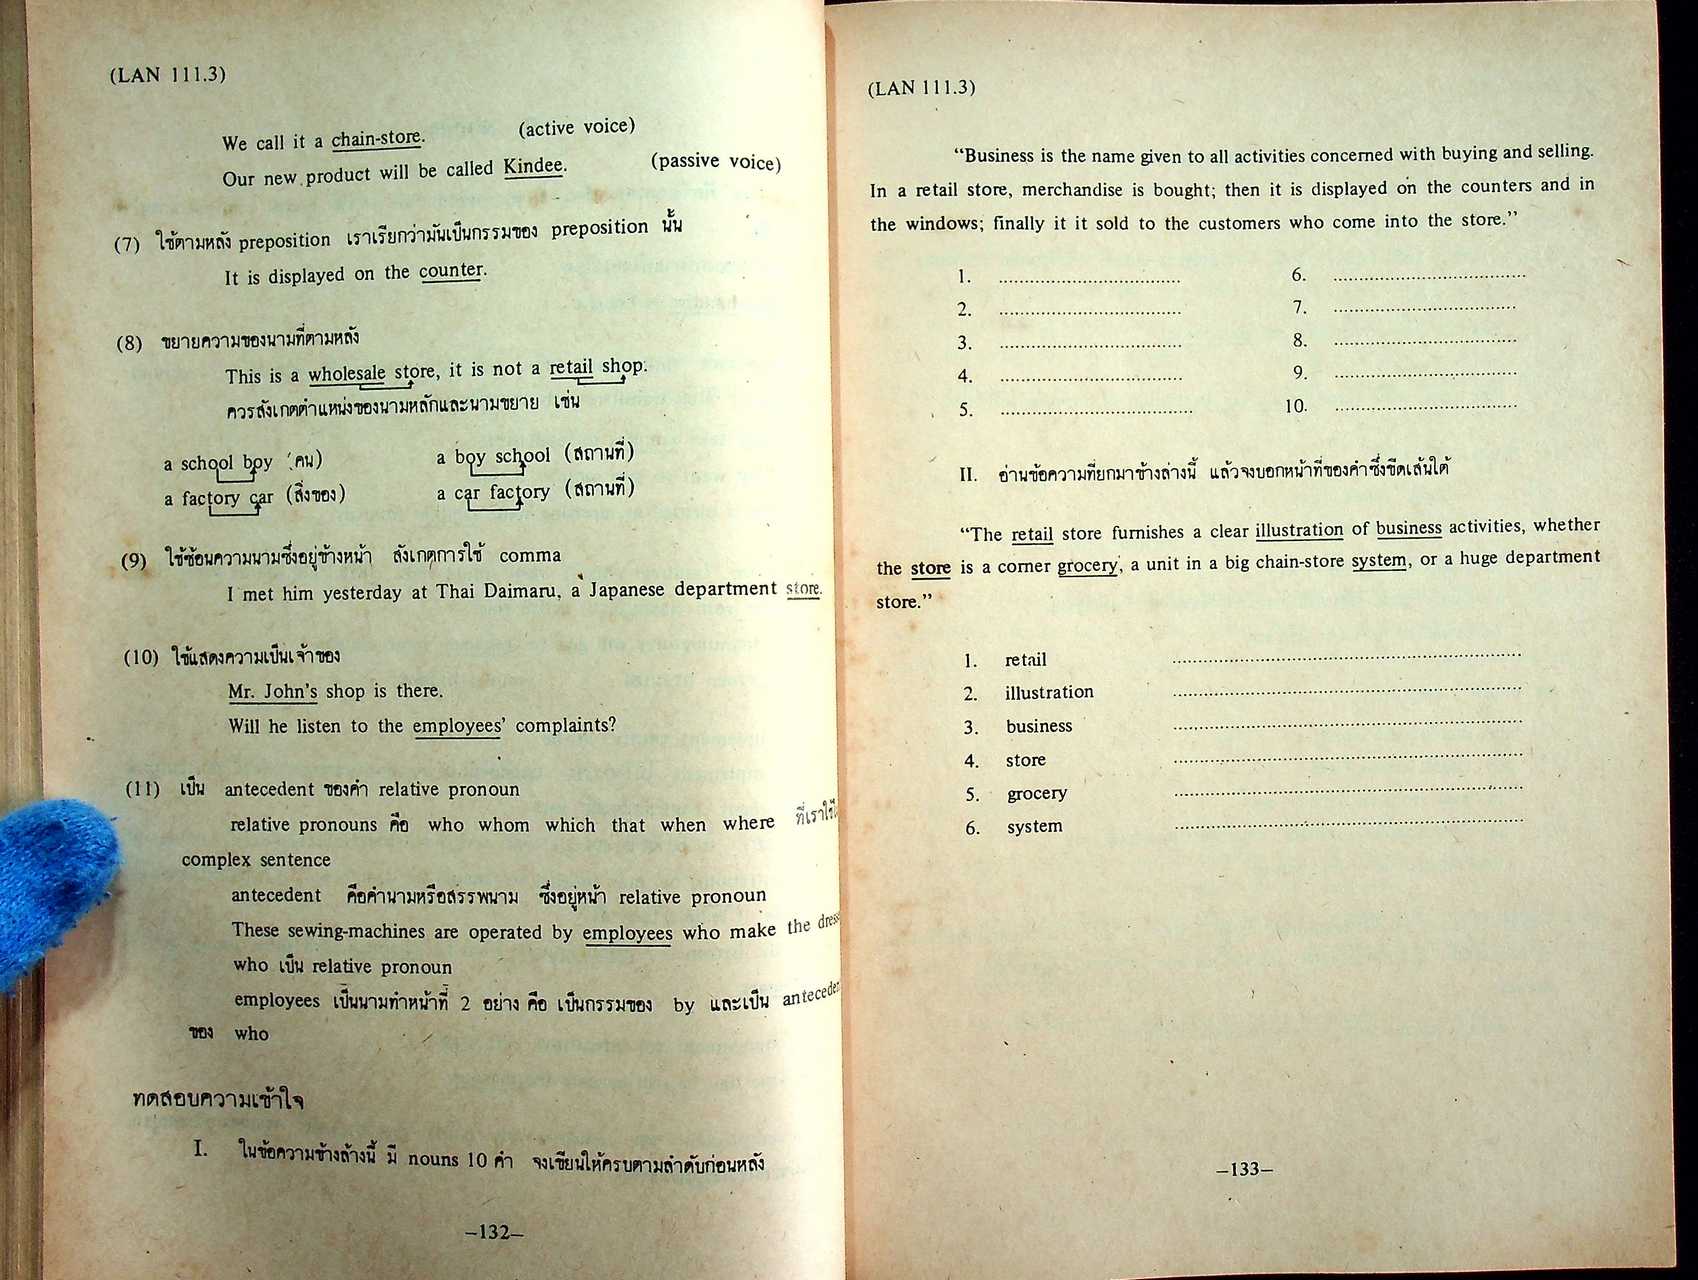 (LAN 111.3)
We call it a chain-store. (active voice)
Our new product will be called Kindee. (passive voice)
(7) ใช้ตามหลัง preposition เราเรียกว่ามันเป็นกรรมของ preposition นั้น
It is displayed on the counter.
(8) ขยายความของนามที่ตามหลัง
This is a wholesale store, it is not a retail shop.
ควรสังเกตตำแหน่งของนามหลักและนามขยาย เช่น
a school boy (คน) a boy school (สถานที่)
a factory car (สิ่งของ) a car factory (สถานที่)
(9) ใช้ซ้อนความนามซึ่งอยู่ข้างหน้า สังเกตุการใช้ comma
I met him yesterday at Thai Daimaru, a Japanese department store.
(10) ใช้แสดงความเป็นเจ้าของ
Mr. John's shop is there.
Will he listen to the employees' complaints?
(11) เป็น antecedent ของคำ relative pronoun
relative pronouns คือ who whom which that when where ที่เราใช้
complex sentence
antecedent คือคำนามหรือสรรพนาม ซึ่งอยู่หน้า relative pronoun
These sewing-machines are operated by employees who make the
who เป็น relative pronoun
employees เป็นนามทำหน้าที่ 2 อย่าง คือ เป็นกรรมของ by และเป็น
ของ who
ทดสอบความเข้าใจ
I. ในข้อความข้างล้างนี้ มี nouns 10 คำ จงเขียนให้ครบตามลำดับก่อนหลัง
–132–
(LAN 111.3)
“Business is the name given to all activities concerned with buying and selling.
In a retail store, merchandise is bought; then it is displayed on the counters and in
the windows; finally it it sold to the customers who come into the store.”
1. .................................... 6. ....................................
2. .................................... 7. ....................................
3. .................................... 8. ....................................
4. .................................... 9. ....................................
5. .................................... 10. ....................................
II. อ่านข้อความที่ยกมาข้างล่างนี้ แล้วจงบอกหน้าที่ของคำซึ่งขีดเส้นใต้
“The retail store furnishes a clear illustration of business activities, whether
the store is a corner grocery, a unit in a big chain-store system, or a huge department
store.”
1. retail ....................................
2. illustration ....................................
3. business ....................................
4. store ....................................
5. grocery ....................................
6. system ....................................
–133–